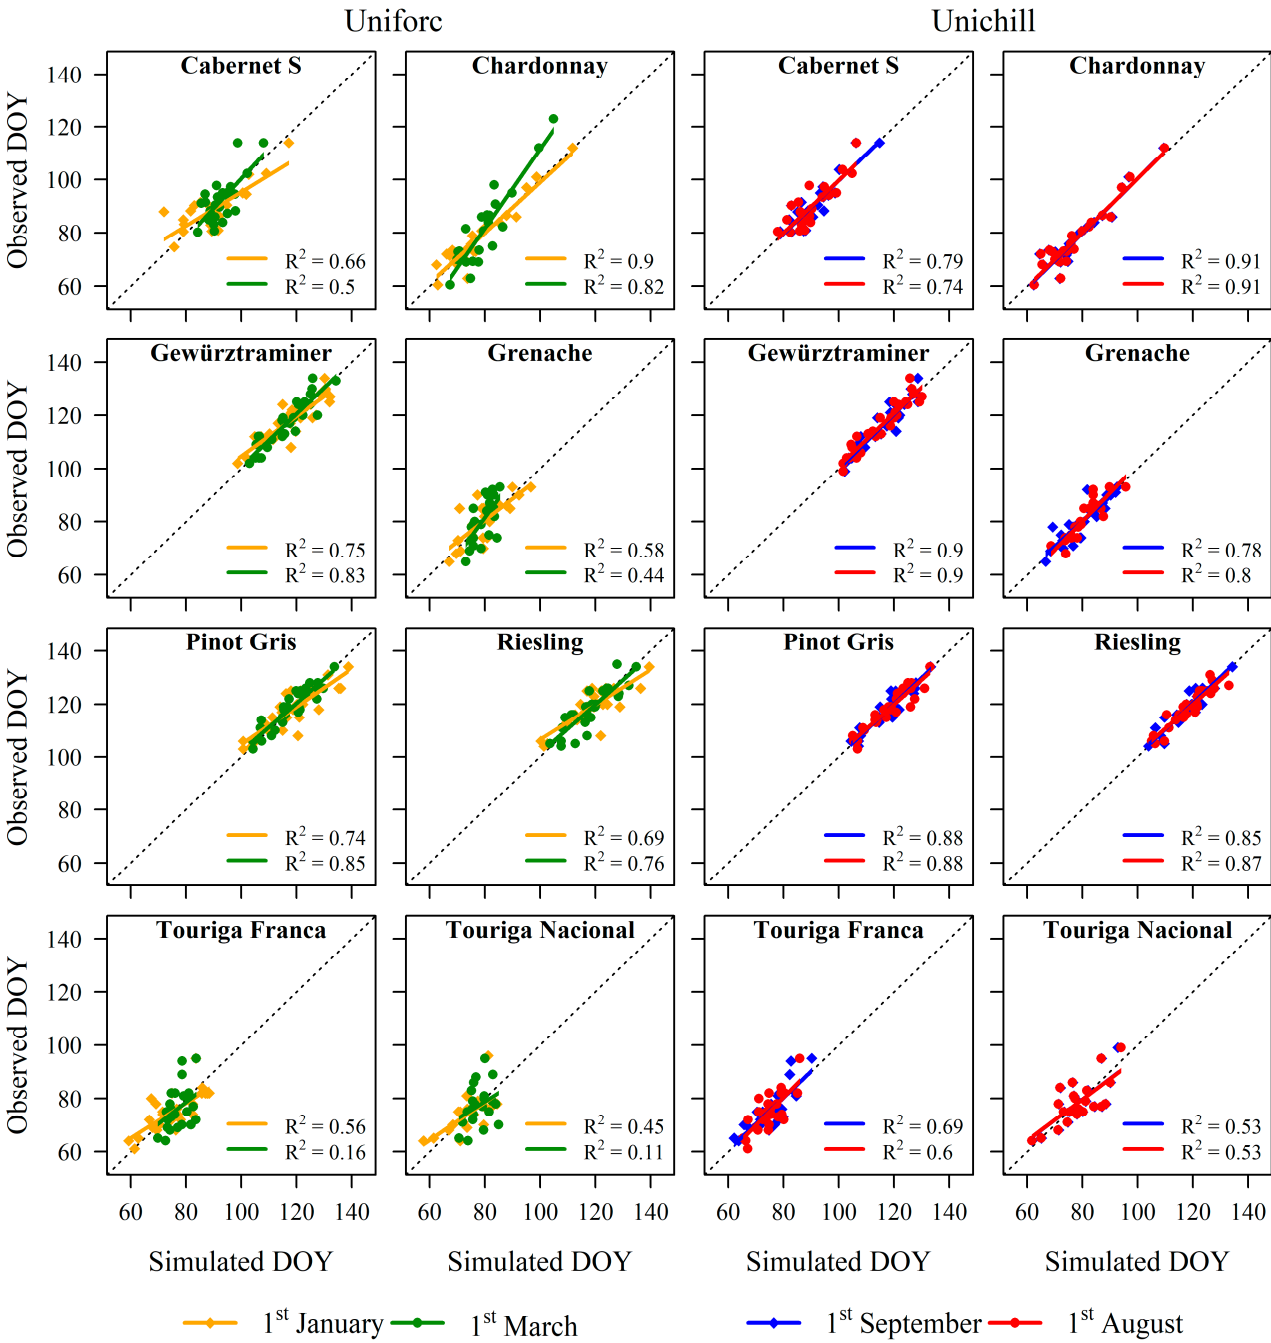 Uniforc Unichill
Cabernet S Chardonnay Cabernet S Chardonnay
Observed DOY
140
120
100
80
60
R² = 0.66 R² = 0.9 R² = 0.79 R² = 0.91
R² = 0.5 R² = 0.82 R² = 0.74 R² = 0.91
Gewürztraminer Grenache Gewürztraminer Grenache
Observed DOY
140
120
100
80
60
R² = 0.75 R² = 0.58 R² = 0.9 R² = 0.78
R² = 0.83 R² = 0.44 R² = 0.9 R² = 0.8
Pinot Gris Riesling Pinot Gris Riesling
Observed DOY
140
120
100
80
60
R² = 0.74 R² = 0.69 R² = 0.88 R² = 0.85
R² = 0.85 R² = 0.76 R² = 0.88 R² = 0.87
Touriga Franca Touriga Nacional Touriga Franca Touriga Nacional
Observed DOY
140
120
100
80
60
R² = 0.56 R² = 0.45 R² = 0.69 R² = 0.53
R² = 0.16 R² = 0.11 R² = 0.6 R² = 0.53
60 80 100 120 140 60 80 100 120 140 60 80 100 120 140 60 80 100 120 140
Simulated DOY Simulated DOY Simulated DOY Simulated DOY
1st January 1st March 1st September 1st August